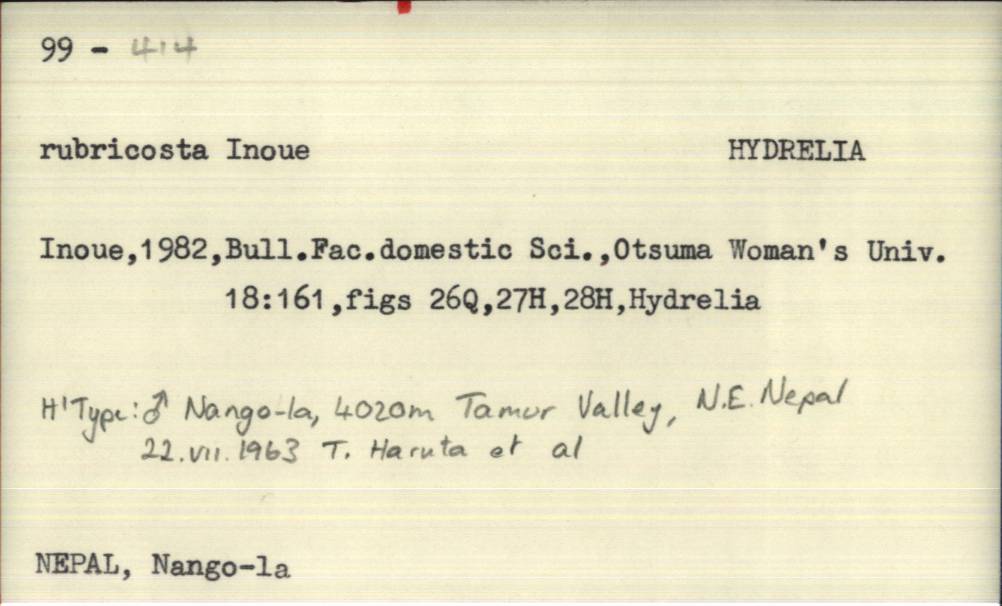 99 - 414
rubricosta Inoue HYDRELIA
Inoue,1982,Bull.Fac.domestic Sci.,Otsuma Woman's Univ.
18:161,figs 26Q,27H,28H,Hydrelia
H'Type:♂ Nango-la, 4020m Tamur Valley, N.E. Nepal
22.VII.1963 T. Haruta et al
NEPAL, Nango-la